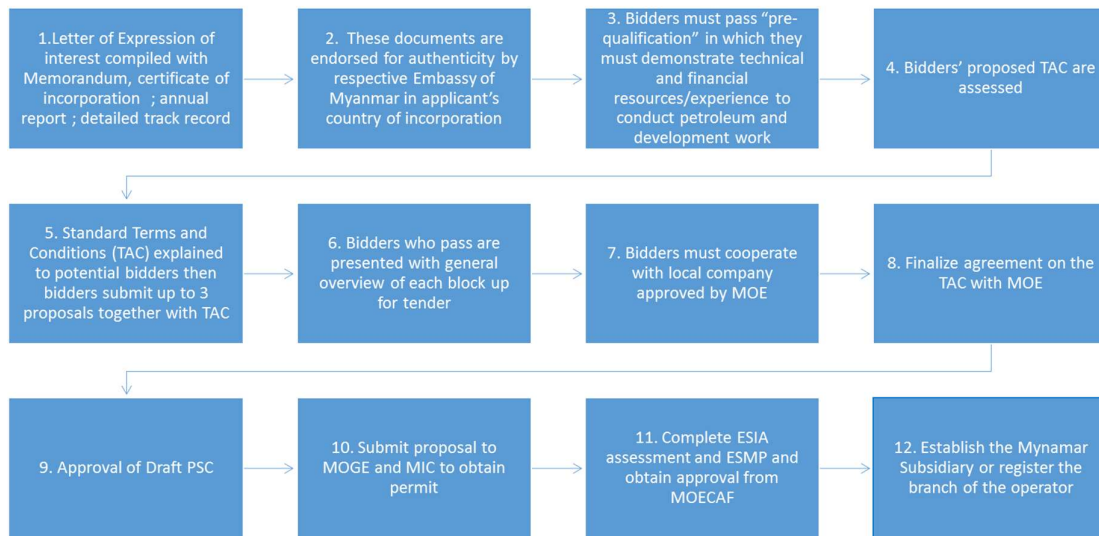 1.Letter of Expression of
interest compiled with
Memorandum, certificate of
incorporation ; annual
report ; detailed track record
2. These documents are
endorsed for authenticity by
respective Embassy of
Myanmar in applicant's
country of incorporation
3. Bidders must pass “pre-
qualification” in which they
must demonstrate technical
and financial
resources/experience to
conduct petroleum and
development work
4. Bidders’ proposed TAC are
assessed
5. Standard Terms and
Conditions (TAC) explained
to potential bidders then
bidders submit up to 3
proposals together with TAC
6. Bidders who pass are
presented with general
overview of each block up
for tender
7. Bidders must cooperate
with local company
approved by MOE
8. Finalize agreement on the
TAC with MOE
9. Approval of Draft PSC
10. Submit proposal to
MOGE and MIC to obtain
permit
11. Complete ESIA
assessment and ESMP and
obtain approval from
MOECAF
12. Establish the Mynamar
Subsidiary or register the
branch of the operator